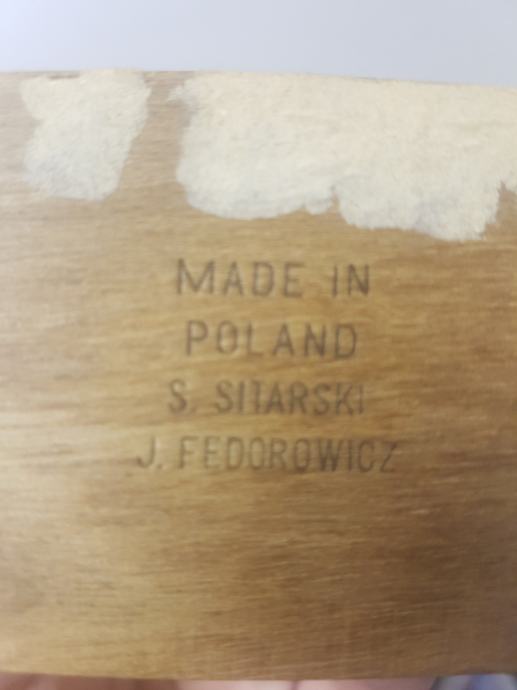 MADE IN
POLAND
S. SITARSKI
J. FEDOROWICZ